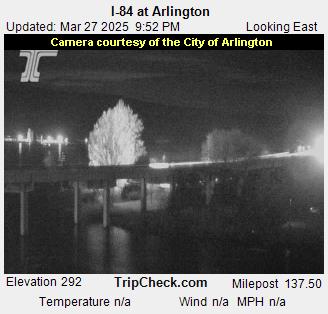 I-84 at Arlington
Updated: Mar 27 2025 9:52 PM Looking East
Camera courtesy of the City of Arlington
Elevation 292 TripCheck.com Milepost 137.50
Temperature n/a Wind n/a MPH n/a